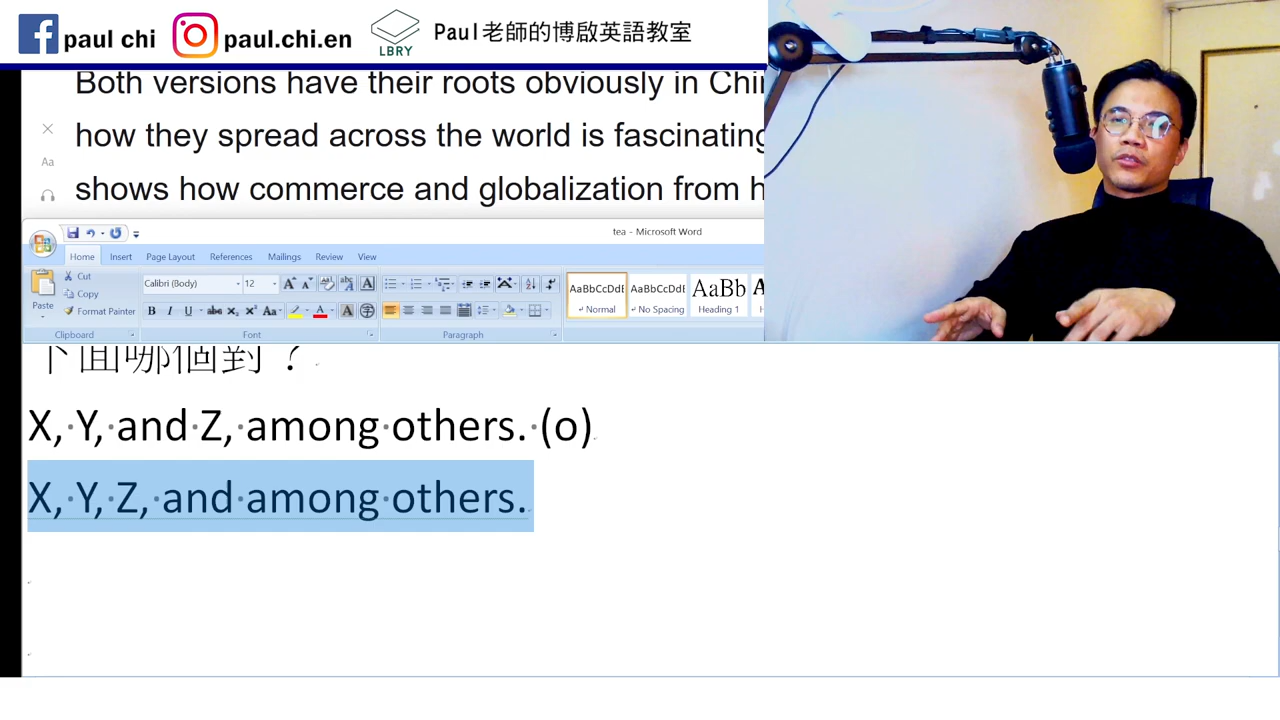 paul chi
paul.chi.en
LBRY
Paul老師的博啟英語教室
Both versions have their roots obviously in Chi
how they spread across the world is fascinating
shows how commerce and globalization from h
Aa
tea - Microsoft Word
Home Insert Page Layout References Mailings Review View
Paste
Cut
Copy
Format Painter
Clipboard
Calibri (Body) 12
Font
Paragraph
AaBbCcDdE AaBbCcDdE AaBb
Normal No Spacing Heading 1
下面哪個對？
X, Y, and Z, among others. (o)
X, Y, Z, and among others.